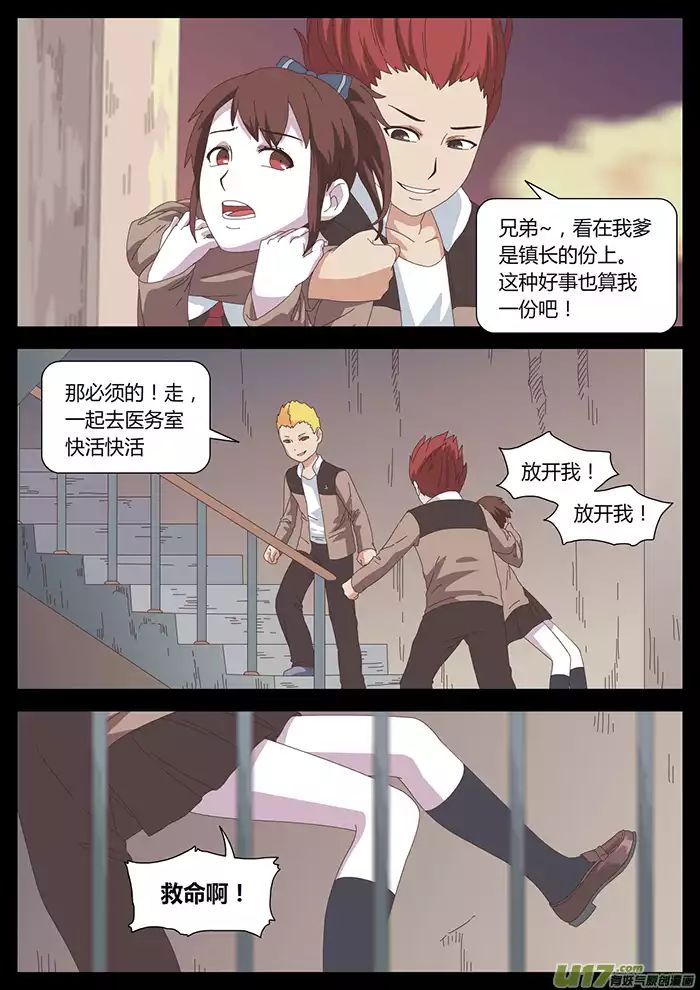 兄弟~，看在我爹
是镇长的份上。
这种好事也算我
一份吧！
那必须的！走，
一起去医务室
快活快活
放开我！
放开我！
救命啊！
U17.com
有妖气原创漫画